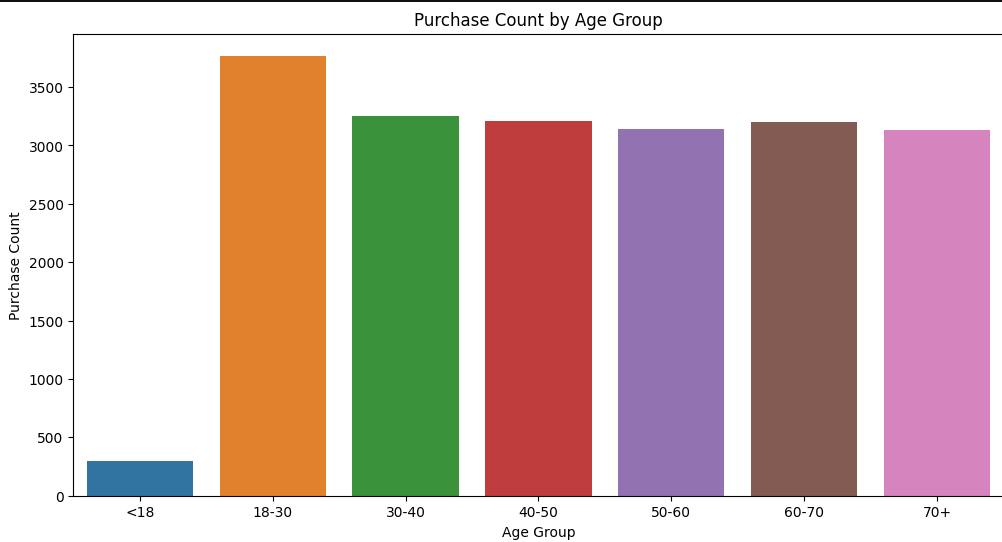 Purchase Count by Age Group
Purchase Count
3500
3000
2500
2000
1500
1000
500
0
<18 18-30 30-40 40-50 50-60 60-70 70+
Age Group